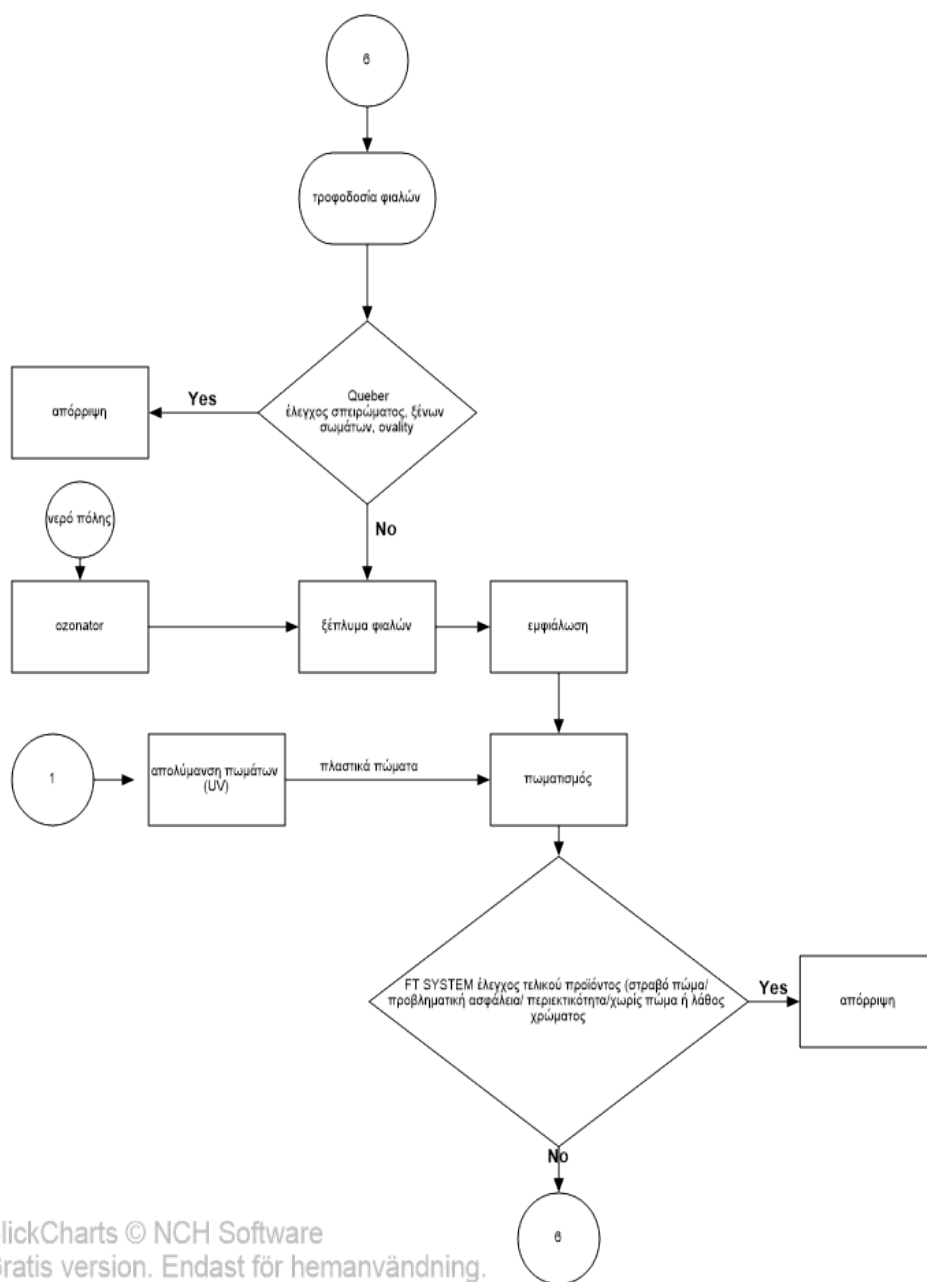 6
τροφοδοσία φιαλών
Queber
έλεγχος σπειρώματος, ξένων
σωμάτων, ovality
Yes
απόρριψη
No
νερό πόλης
ozonator
ξέπλυμα φιαλών
εμφιάλωση
1
απολύμανση πωμάτων
(UV)
πλαστικά πώματα
πωματισμός
FT SYSTEM έλεγχος τελικού προϊόντος (στραβό πώμα/
προβληματική ασφάλεια/ περιεκτικότητα/χωρίς πώμα ή λάθος
χρώματος
Yes
απόρριψη
No
6
lickCharts © NCH Software
ratis version. Endast för hemanvändning.